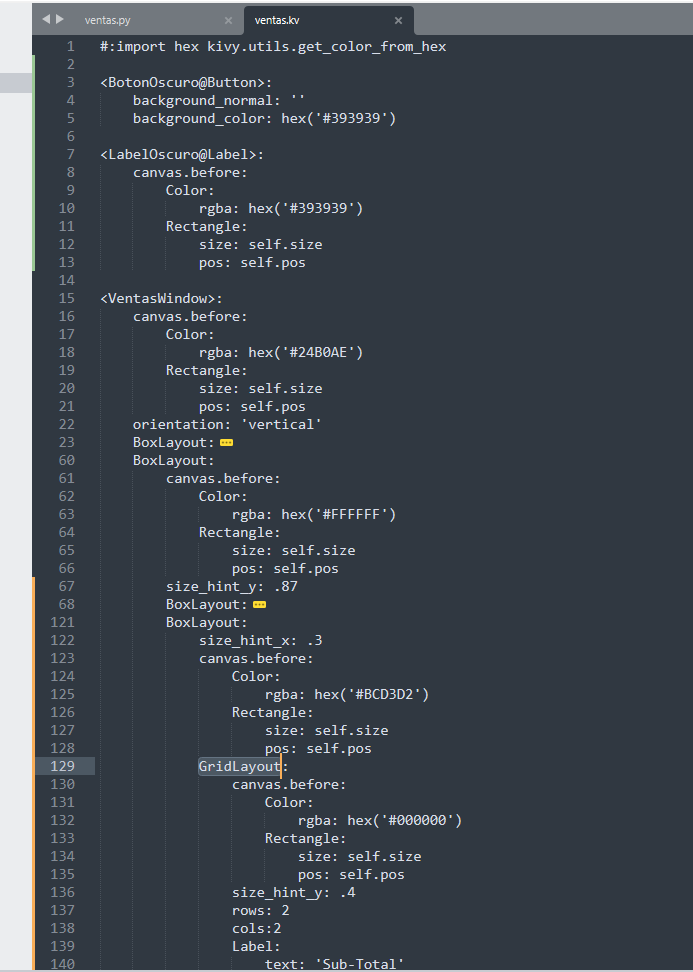 ventas.py × ventas.kv ×
1 #:import hex kivy.utils.get_color_from_hex
2
3 <BotonOscuro@Button>:
4     background_normal: ''
5     background_color: hex('#393939')
6
7 <LabelOscuro@Label>:
8     canvas.before:
9         Color:
10             rgba: hex('#393939')
11         Rectangle:
12             size: self.size
13             pos: self.pos
14
15 <VentasWindow>:
16     canvas.before:
17         Color:
18             rgba: hex('#24B0AE')
19         Rectangle:
20             size: self.size
21             pos: self.pos
22     orientation: 'vertical'
23     BoxLayout:
60     BoxLayout:
61         canvas.before:
62             Color:
63                 rgba: hex('#FFFFFF')
64             Rectangle:
65                 size: self.size
66                 pos: self.pos
67         size_hint_y: .87
68         BoxLayout:
121         BoxLayout:
122             size_hint_x: .3
123             canvas.before:
124                 Color:
125                     rgba: hex('#BCD3D2')
126                 Rectangle:
127                     size: self.size
128                     pos: self.pos
129             GridLayout:
130                 canvas.before:
131                     Color:
132                         rgba: hex('#000000')
133                     Rectangle:
134                         size: self.size
135                         pos: self.pos
136                 size_hint_y: .4
137                 rows: 2
138                 cols:2
139                 Label:
140                     text: 'Sub-Total'